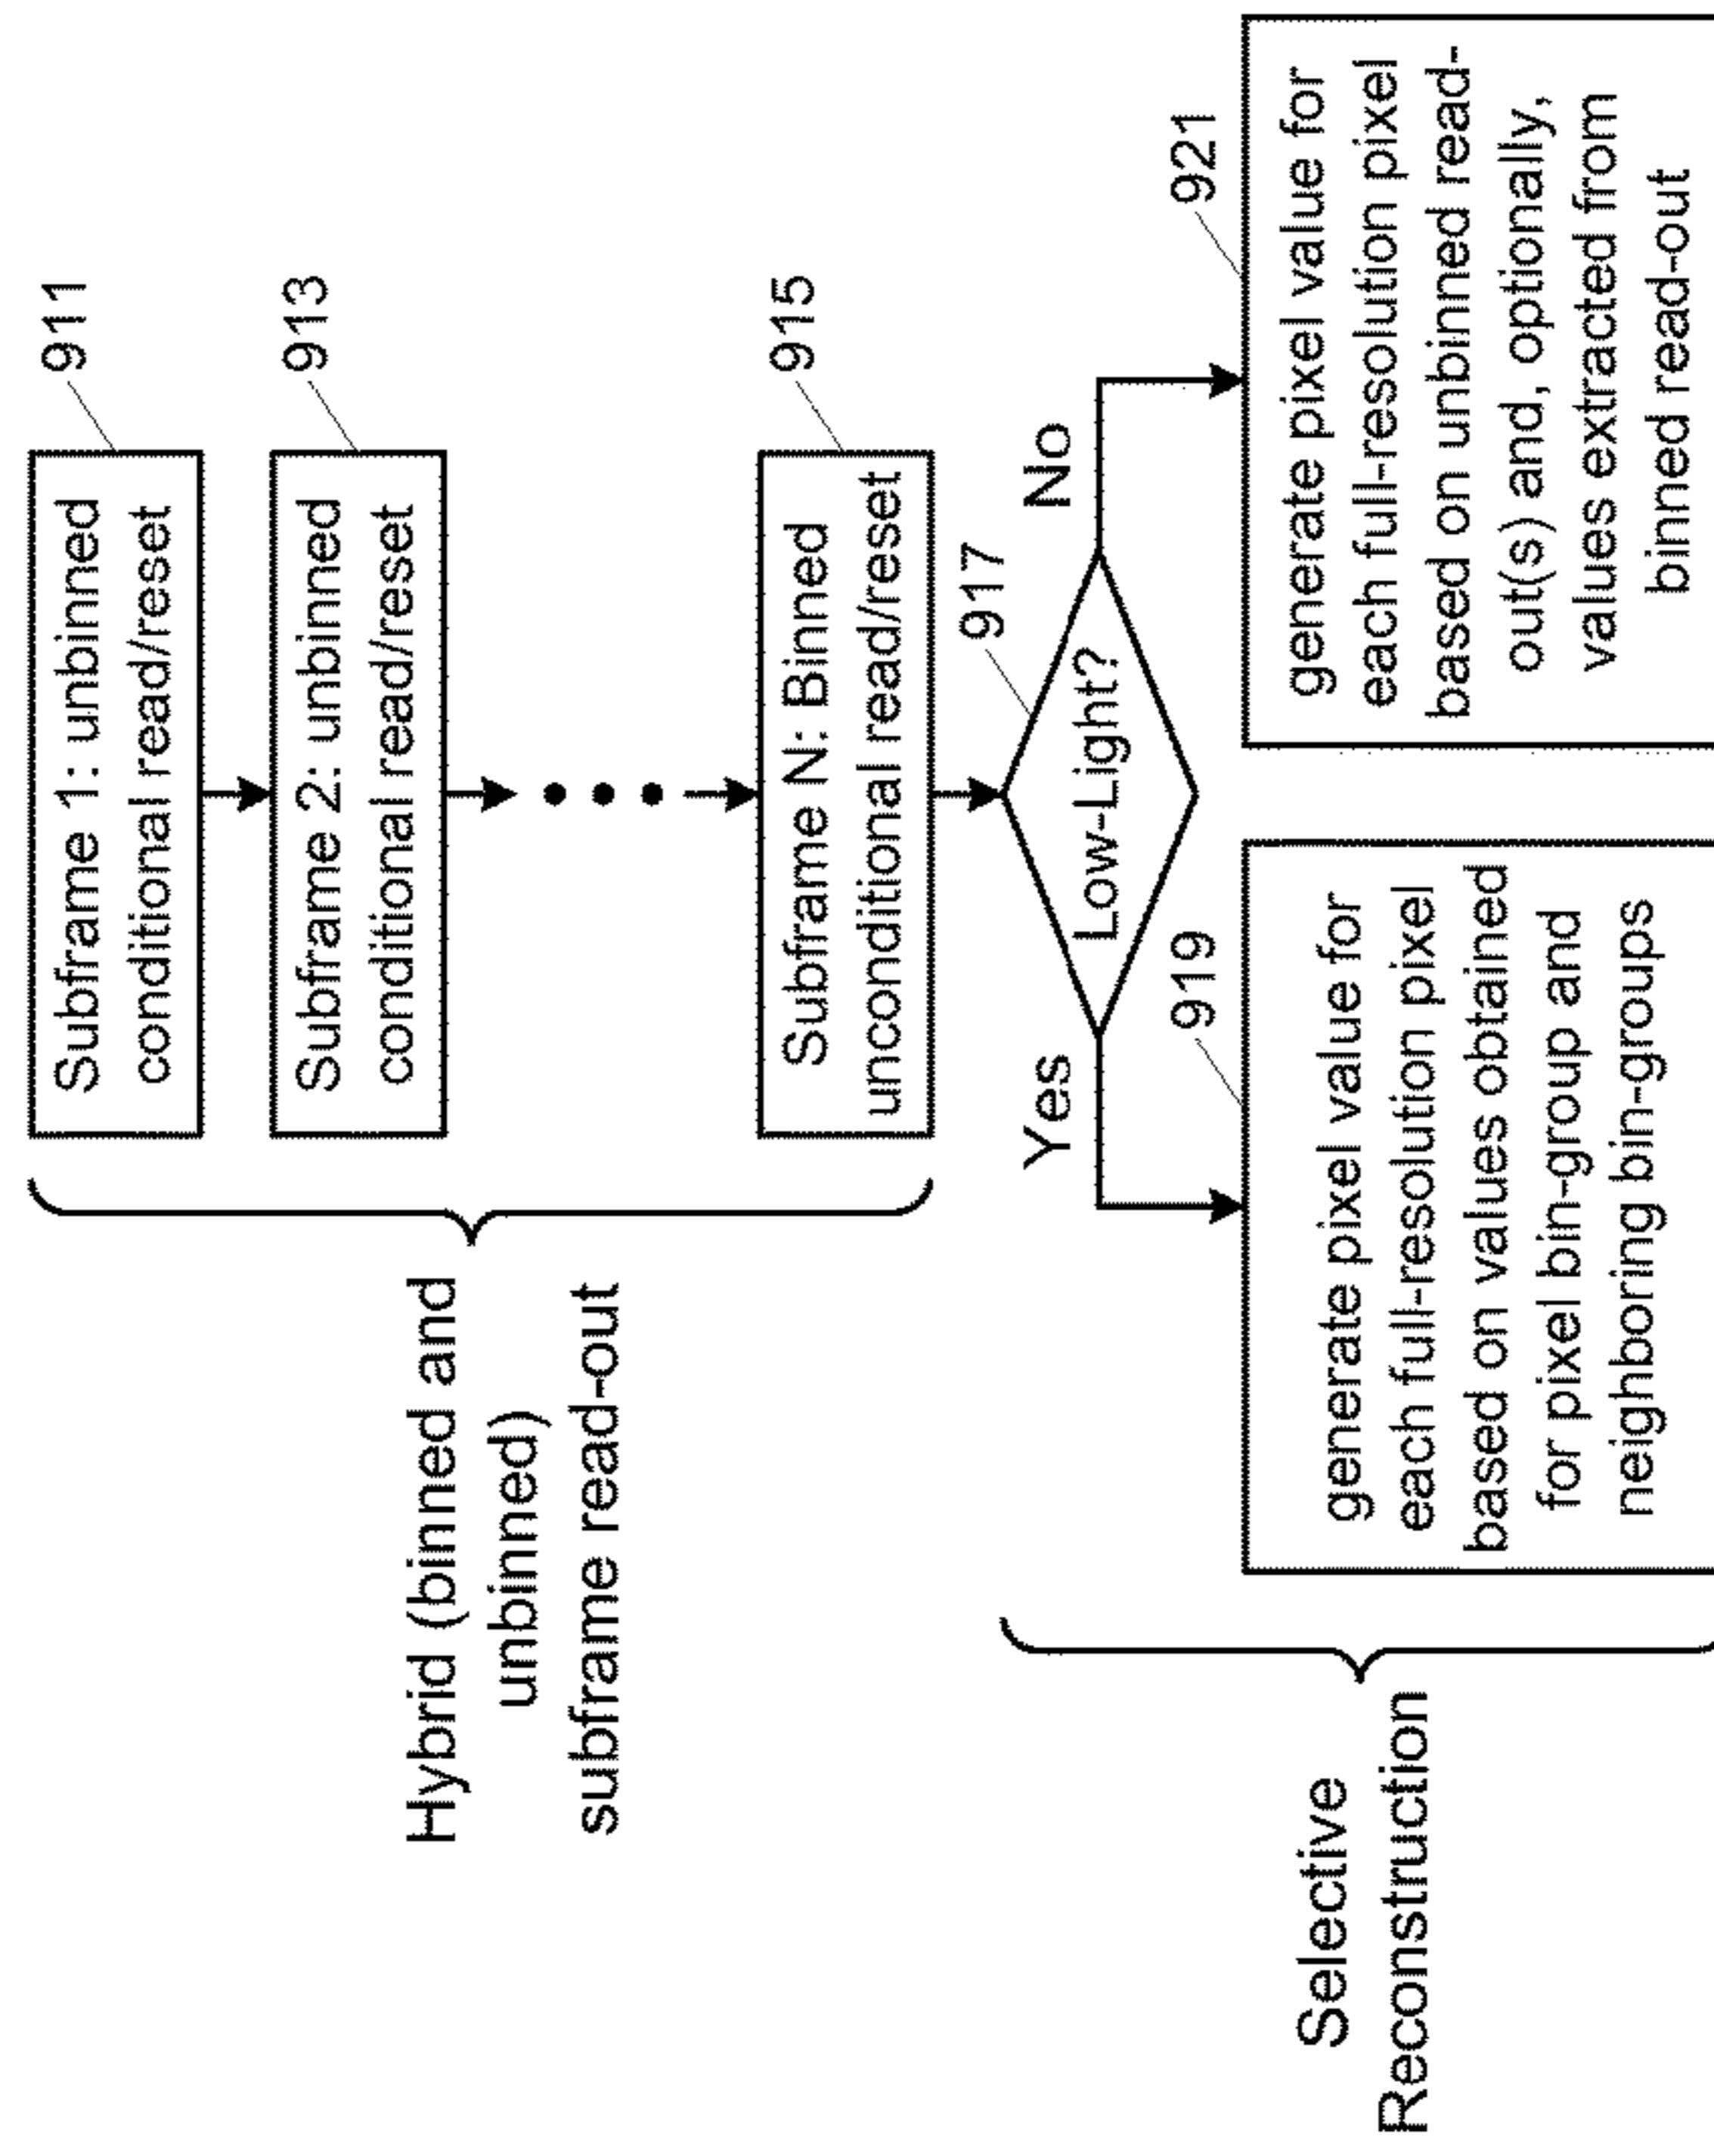 Hybrid (binned and
unbinned)
subframe read-out
Subframe 1: unbinned
conditional read/reset
911
Subframe 2: unbinned
conditional read/reset
913
Subframe N: Binned
unconditional read/reset
915
Selective
Reconstruction
Low-Light?
917
Yes
No
919
generate pixel value for
each full-resolution pixel
based on values obtained
for pixel bin-group and
neighboring bin-groups
921
generate pixel value for
each full-resolution pixel
based on unbinned read-
out(s) and, optionally,
values extracted from
binned read-out